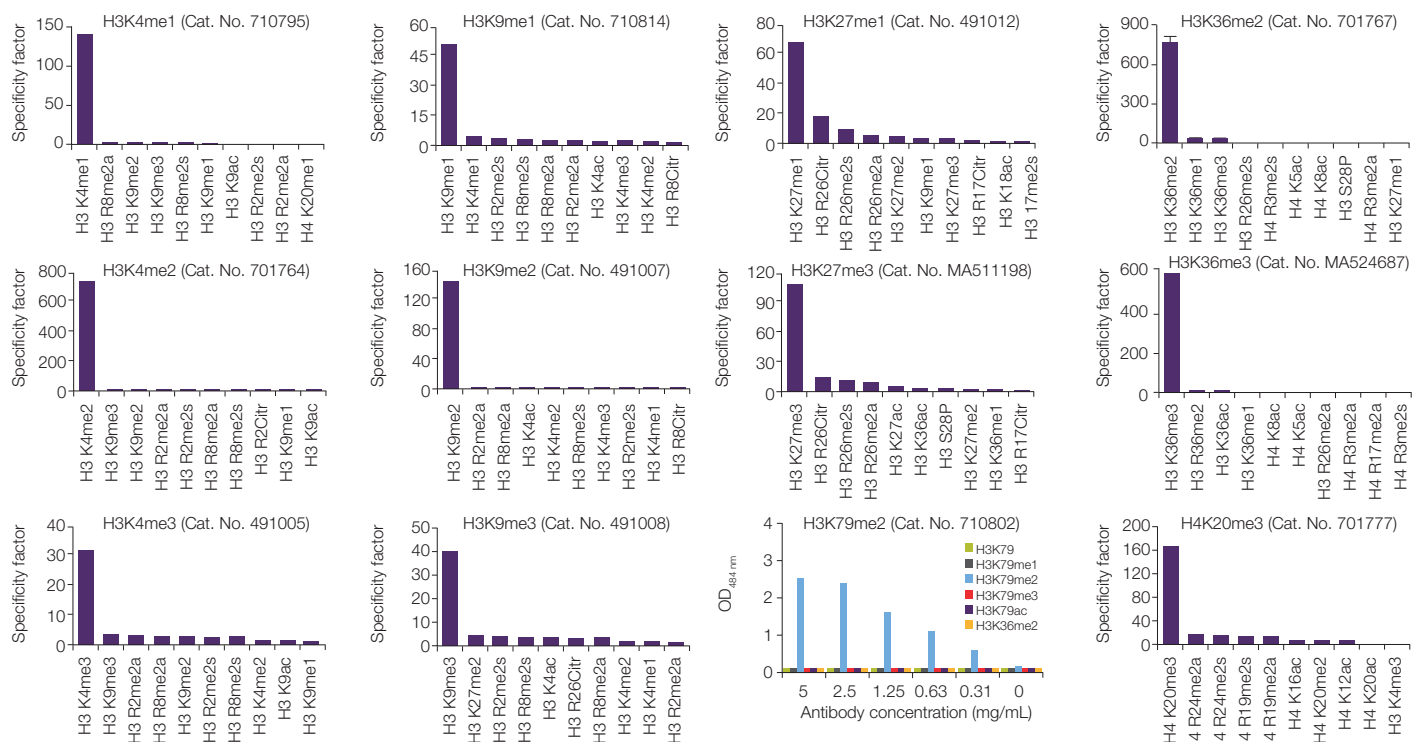 H3K4me1 (Cat. No. 710795)
Specificity factor
150
100
50
0
H3 K4me1
H3 R8me2a
H3 K9me2
H3 K9me3
H3 R8me2s
H3 K9me1
H3 K9ac
H3 R2me2s
H3 R2me2a
H4 K20me1
H3K9me1 (Cat. No. 710814)
Specificity factor
60
45
30
15
0
H3 K9me1
H3 K4me1
H3 R2me2s
H3 R8me2s
H3 R2me2a
H3 K4ac
H3 K4me3
H3 K4me2
H3 R8Citr
H3K27me1 (Cat. No. 491012)
Specificity factor
80
60
40
20
0
H3 K27me1
H3 R26Citr
H3 R26me2s
H3 R26me2a
H3 K27me2
H3 K9me1
H3 K27me3
H3 R17Citr
H3 K18ac
H3 17me2s
H3K36me2 (Cat. No. 701767)
Specificity factor
900
600
300
0
H3 K36me2
H3 K36me1
H3 K36me3
H3 R26me2s
H4 R3me2s
H4 K5ac
H4 K8ac
H3 S28P
H4 R3me2a
H3 K27me1
H3K4me2 (Cat. No. 701764)
Specificity factor
800
600
400
200
0
H3 K4me2
H3 K9me3
H3 K9me2
H3 R2me2a
H3 R2me2s
H3 R8me2a
H3 R8me2s
H3 R2Citr
H3 K9me1
H3 K9ac
H3K9me2 (Cat. No. 491007)
Specificity factor
160
120
80
40
0
H3 K9me2
H3 R2me2a
H3 R8me2a
H3 K4ac
H3 K4me2
H3 R8me2s
H3 K4me3
H3 R2me2s
H3 K4me1
H3 R8Citr
H3K27me3 (Cat. No. MA511198)
Specificity factor
120
90
60
30
0
H3 K27me3
H3 R26Citr
H3 R26me2s
H3 R26me2a
H3 K27ac
H3 K36ac
H3 S28P
H3 K27me2
H3 K36me1
H3 R17Citr
H3K36me3 (Cat. No. MA524687)
Specificity factor
600
400
200
0
H3 K36me3
H3 R36me2
H3 K36ac
H3 K36me1
H4 K8ac
H4 K5ac
H3 R26me2a
H4 R3me2a
H4 R17me2a
H4 R3me2s
H3K4me3 (Cat. No. 491005)
Specificity factor
40
30
20
10
0
H3 K4me3
H3 K9me3
H3 R2me2a
H3 R8me2a
H3 K9me2
H3 R2me2s
H3 R8me2s
H3 K4me2
H3 K9ac
H3 K9me1
H3K9me3 (Cat. No. 491008)
Specificity factor
50
40
30
20
10
0
H3 K9me3
H3 K27me2
H3 R2me2s
H3 R8me2s
H3 K4ac
H3 R26Citr
H3 R8me2a
H3 K4me2
H3 K4me1
H3 R2me2a
H3K79me2 (Cat. No. 710802)
OD484 nm
4
3
2
1
0
H3K79
H3K79me1
H3K79me2
H3K79me3
H3K79ac
H3K36me2
5 2.5 1.25 0.63 0.31 0
Antibody concentration (mg/mL)
H4K20me3 (Cat. No. 701777)
Specificity factor
200
160
120
80
40
0
H4 K20me3
4 R24me2a
4 R24me2s
4 R19me2s
4 R19me2a
H4 K16ac
H4 K20me2
H4 K12ac
H4 K20ac
H3 K4me3